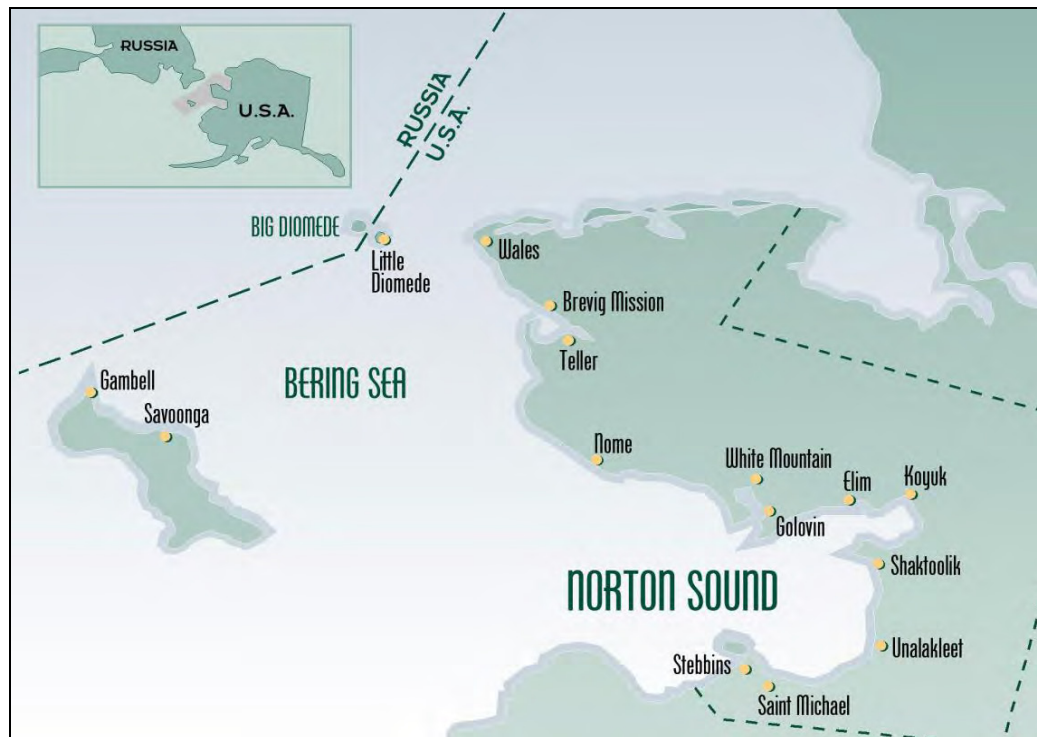 RUSSIA
U.S.A.
RUSSIA
U.S.A.
BIG DIOMEDE
Little
Diomede
Wales
Brevig Mission
Teller
Gambell
Savoonga
BERING SEA
Nome
White Mountain
Elim
Koyuk
Golovin
Shaktoolik
NORTON SOUND
Unalakleet
Stebbins
Saint Michael